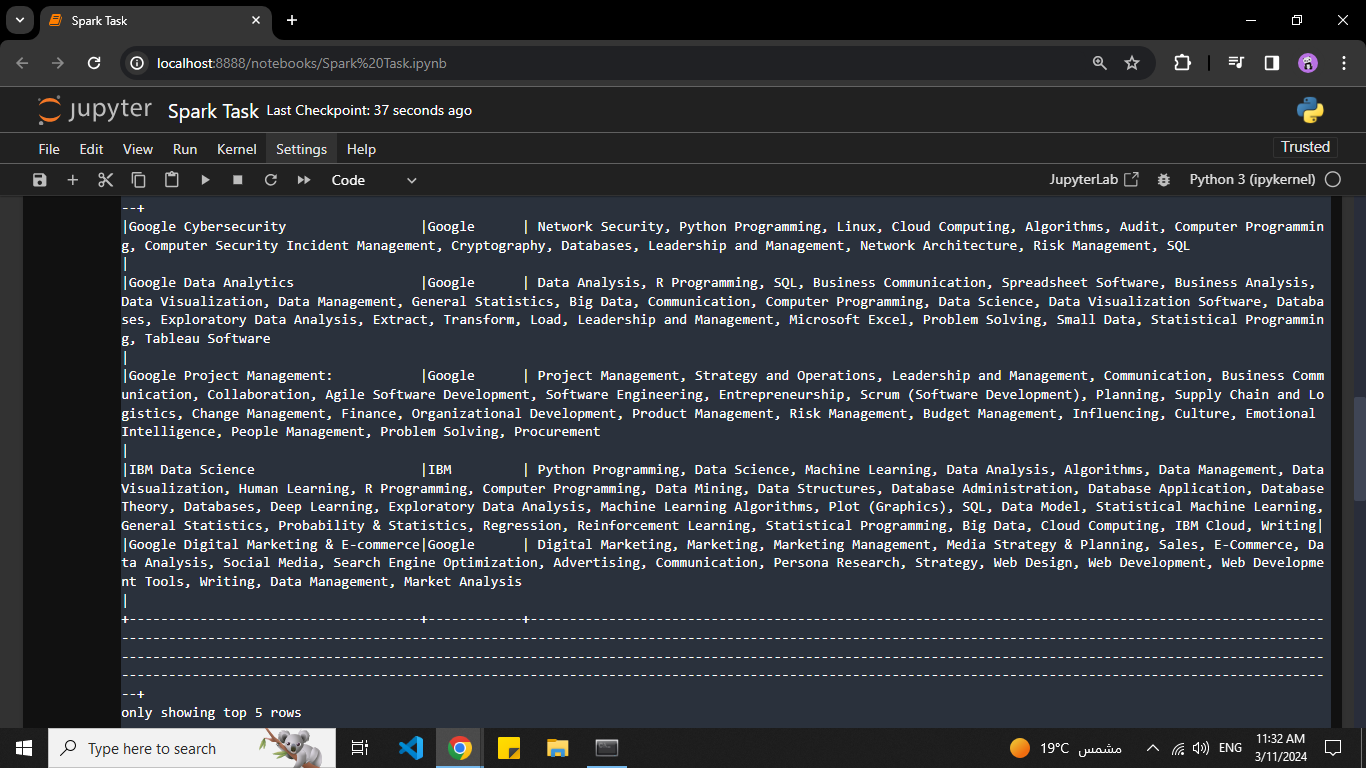 Spark Task
localhost:8888/notebooks/Spark%20Task.ipynb
jupyter Spark Task Last Checkpoint: 37 seconds ago
File Edit View Run Kernel Settings Help Trusted
Code JupyterLab Python 3 (ipykernel)
--+
|Google Cybersecurity                 |Google      | Network Security, Python Programming, Linux, Cloud Computing, Algorithms, Audit, Computer Programmin
g, Computer Security Incident Management, Cryptography, Databases, Leadership and Management, Network Architecture, Risk Management, SQL
|
|Google Data Analytics                |Google      | Data Analysis, R Programming, SQL, Business Communication, Spreadsheet Software, Business Analysis,
Data Visualization, Data Management, General Statistics, Big Data, Communication, Computer Programming, Data Science, Data Visualization Software, Databa
ses, Exploratory Data Analysis, Extract, Transform, Load, Leadership and Management, Microsoft Excel, Problem Solving, Small Data, Statistical Programmin
g, Tableau Software
|
|Google Project Management:           |Google      | Project Management, Strategy and Operations, Leadership and Management, Communication, Business Comm
unication, Collaboration, Agile Software Development, Software Engineering, Entrepreneurship, Scrum (Software Development), Planning, Supply Chain and Lo
gistics, Change Management, Finance, Organizational Development, Product Management, Risk Management, Budget Management, Influencing, Culture, Emotional
Intelligence, People Management, Problem Solving, Procurement
|
|IBM Data Science                     |IBM         | Python Programming, Data Science, Machine Learning, Data Analysis, Algorithms, Data Management, Data
Visualization, Human Learning, R Programming, Computer Programming, Data Mining, Data Structures, Database Administration, Database Application, Database
Theory, Databases, Deep Learning, Exploratory Data Analysis, Machine Learning Algorithms, Plot (Graphics), SQL, Data Model, Statistical Machine Learning,
General Statistics, Probability & Statistics, Regression, Reinforcement Learning, Statistical Programming, Big Data, Cloud Computing, IBM Cloud, Writing|
|Google Digital Marketing & E-commerce|Google      | Digital Marketing, Marketing, Marketing Management, Media Strategy & Planning, Sales, E-Commerce, Da
ta Analysis, Social Media, Search Engine Optimization, Advertising, Communication, Persona Research, Strategy, Web Design, Web Development, Web Developme
nt Tools, Writing, Data Management, Market Analysis
|
+-------------------------------------+------------+-----------------------------------------------------------------------------------------------------
---------------------------------------------------------------------------------------------------------------------------------------------------------
---------------------------------------------------------------------------------------------------------------------------------------------------------
---------------------------------------------------------------------------------------------------------------------------------------------------------
--+
only showing top 5 rows
Type here to search 19°C مشمس ENG 11:32 AM
3/11/2024